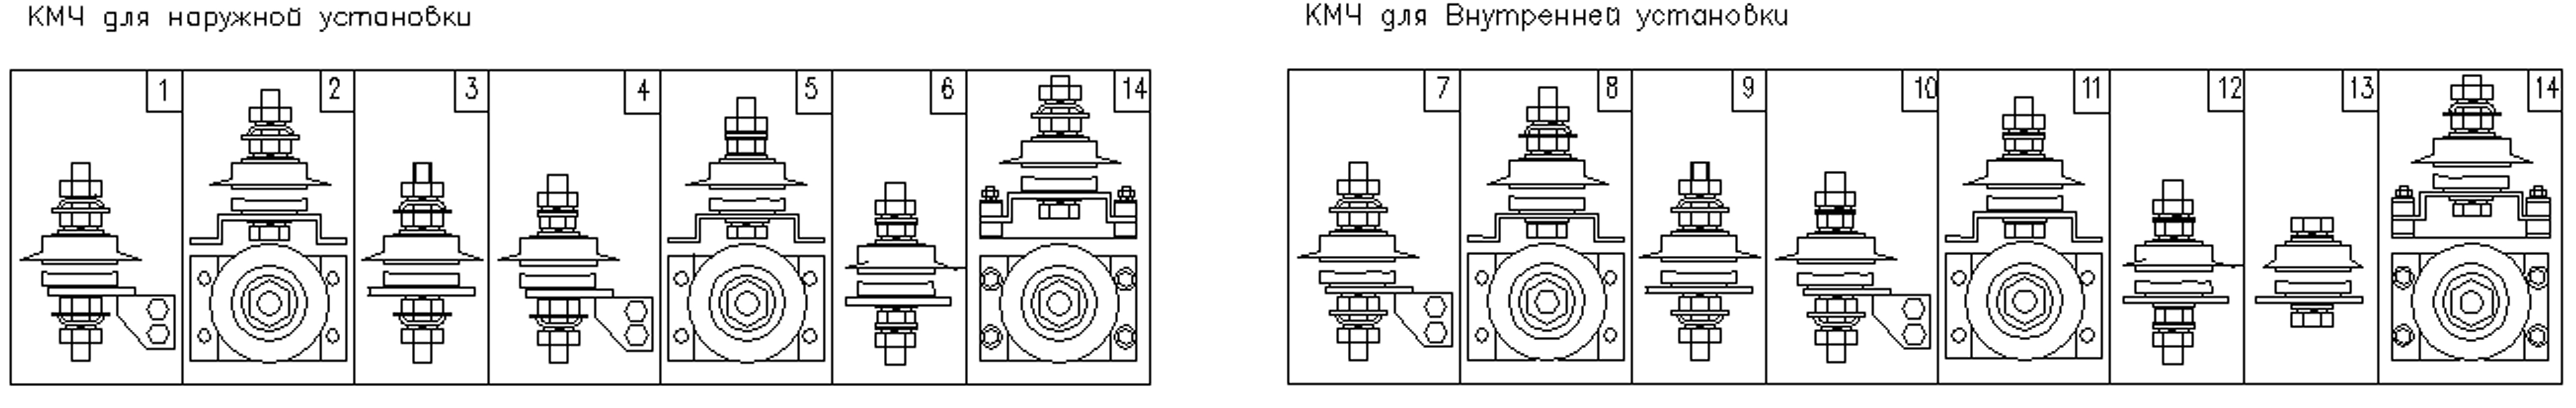 КМЧ для наружной установки
КМЧ для Внутренней установки
1 2 3 4 5 6 14
7 8 9 10 11 12 13 14